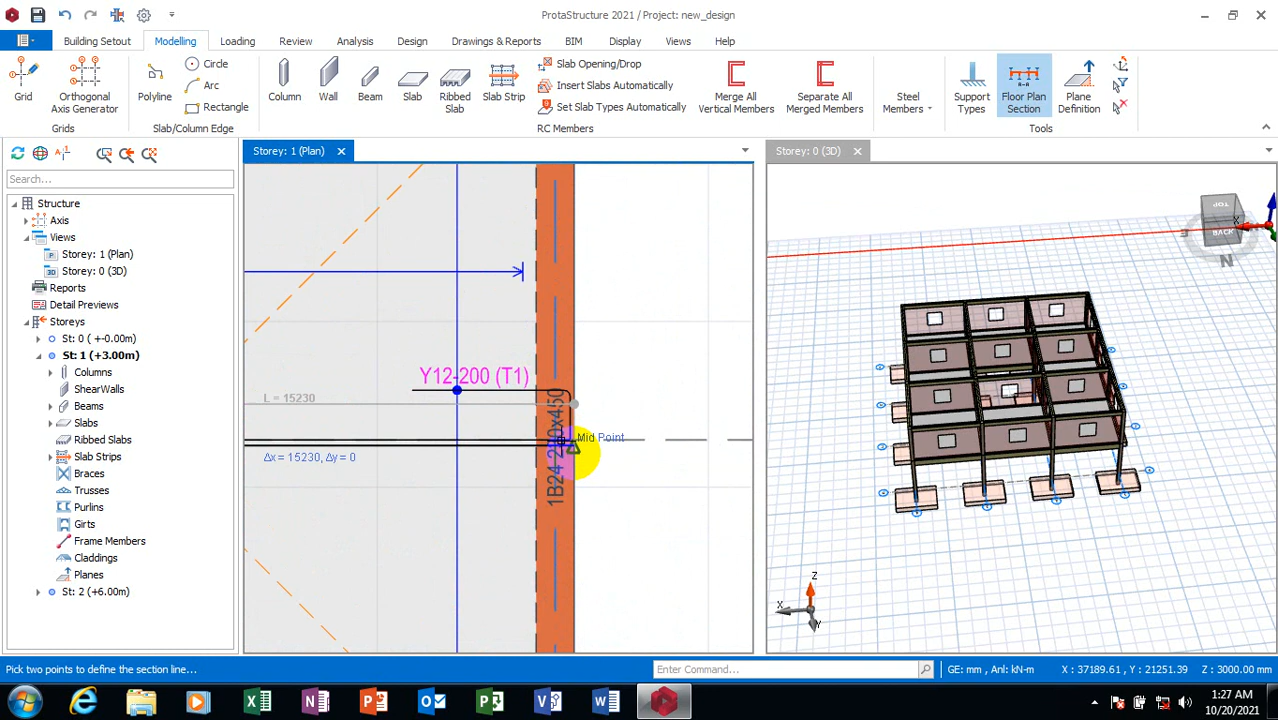 ProtaStructure 2021 / Project: new_design
Building Setout Modelling Loading Review Analysis Design Drawings & Reports BIM Display Views Help
Grid
Orthogonal Axis Generator
Grids
Polyline
Circle
Arc
Rectangle
Slab/Column Edge
Column
Wall
Beam
Slab
Ribbed Slab
Slab Strip
Slab Opening/Drop
Insert Slabs Automatically
Set Slab Types Automatically
RC Members
Merge All Vertical Members
Separate All Merged Members
Steel Members
Support Types
Floor Plan Section
Plane Definition
Tools
Storey: 1 (Plan)
Storey: 0 (3D)
Search...
Structure
Axis
Views
Storey: 1 (Plan)
Storey: 0 (3D)
Reports
Detail Previews
Storeys
St: 0 ( +-0.00m)
St: 1 (+3.00m)
Columns
ShearWalls
Beams
Slabs
Ribbed Slabs
Slab Strips
Braces
Trusses
Purlins
Girts
Frame Members
Claddings
Planes
St: 2 (+6.00m)
Y12-200 (T1)
L = 15230
Mid Point
Δx = 15230, Δy = 0
TOP
BACK
X
N
Z
X
Y
Pick two points to define the section line...
Enter Command...
GE: mm, Anl: kN-m
X : 37189.61, Y : 21251.39
Z : 3000.00 mm
1:27 AM
10/20/2021